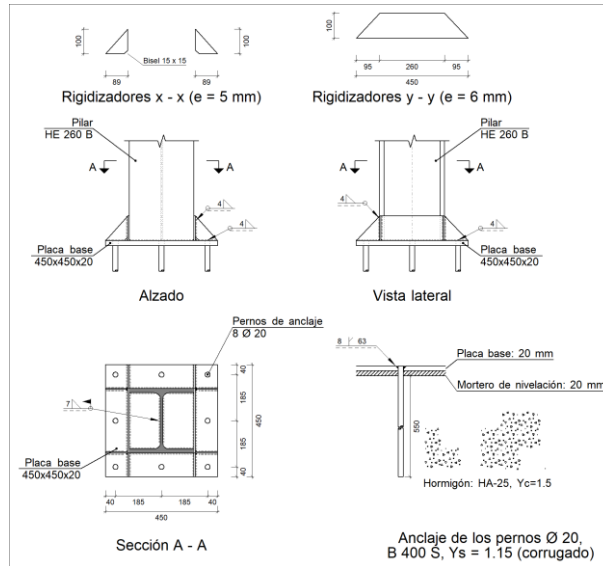 100
100
Bisel 15 x 15
89
89
95
260
95
450
Rigidizadores x - x (e = 5 mm)
Rigidizadores y - y (e = 6 mm)
Pilar
HE 260 B
Pilar
HE 260 B
A
A
A
A
4
4
4
4
Placa base
450x450x20
Placa base
450x450x20
Alzado
Vista lateral
Pernos de anclaje
8 Ø 20
8
63
40
185
185
40
450
7
Placa base: 20 mm
Mortero de nivelación: 20 mm
550
Placa base
450x450x20
Hormigón: HA-25, Yc=1.5
40
185
185
40
450
Sección A - A
Anclaje de los pernos Ø 20,
B 400 S, Ys = 1.15 (corrugado)